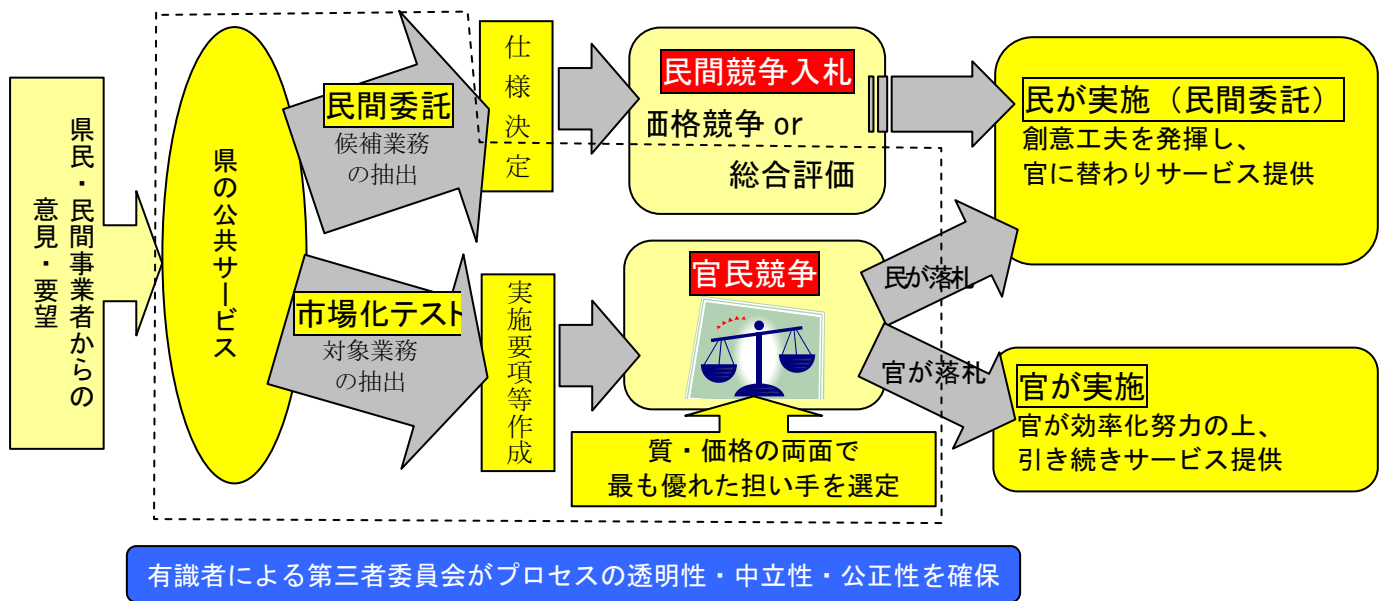 県民・民間事業者からの
意見・要望
県の公共サービス
民間委託
候補業務
の抽出
仕様決定
民間競争入札
価格競争 or
総合評価
民が実施（民間委託）
創意工夫を発揮し、
官に替わりサービス提供
市場化テスト
対象業務
の抽出
実施要項等作成
官民競争
民が落札
官が落札
官が実施
官が効率化努力の上、
引き続きサービス提供
質・価格の両面で
最も優れた担い手を選定
有識者による第三者委員会がプロセスの透明性・中立性・公正性を確保